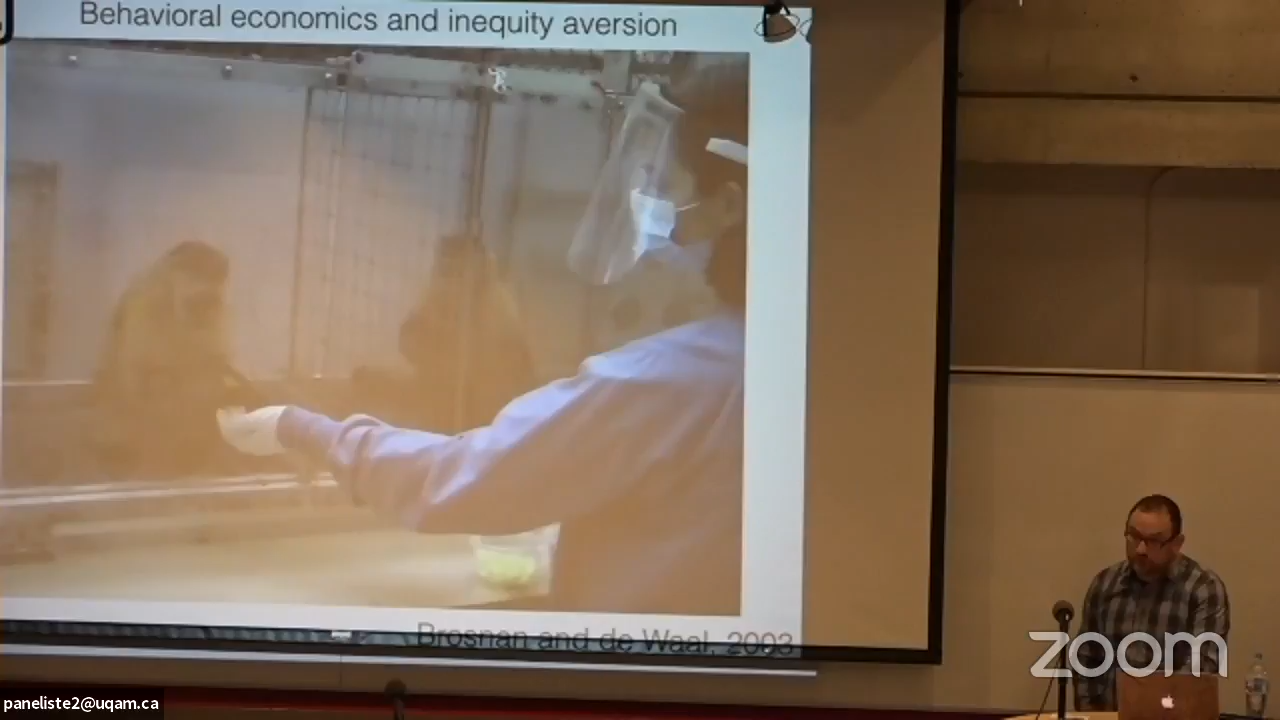 Behavioral economics and inequity aversion
Brosnan and de Waal, 2003
zoom
paneliste2@uqam.ca